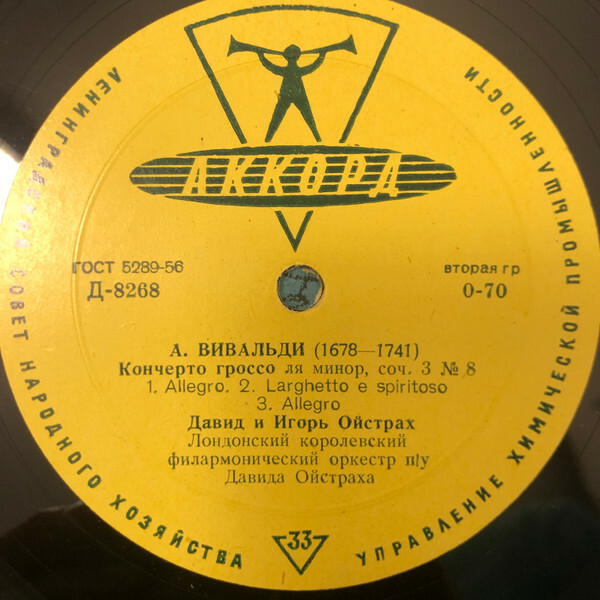 ЛЕНИНГРАДСКИЙ СОВЕТ НАРОДНОГО ХОЗЯЙСТВА
УПРАВЛЕНИЕ ХИМИЧЕСКОЙ ПРОМЫШЛЕННОСТИ
АККОРД
ГОСТ 5289-56
Д-8268
вторая гр
0-70
А. ВИВАЛЬДИ (1678—1741)
Кончерто гроссо ля минор, соч. 3 № 8
1. Allegro. 2. Larghetto e spiritoso
3. Allegro
Давид и Игорь Ойстрах
Лондонский королевский
филармонический оркестр п/у
Давида Ойстраха
33